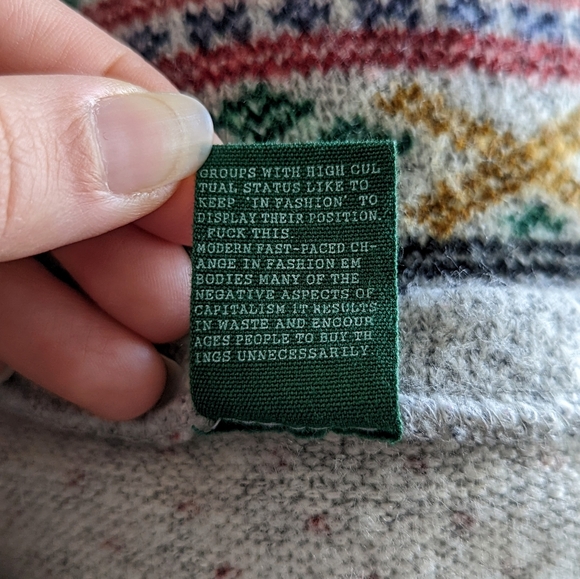 GROUPS WITH HIGH CUL
TUAL STATUS LIKE TO
KEEP 'IN FASHION' TO
DISPLAY THEIR POSITION.
. FUCK THIS.
MODERN FAST-PACED CH-
ANGE IN FASHION EM
BODIES MANY OF THE
NEGATIVE ASPECTS OF
CAPITALISM IT RESULTS
IN WASTE AND ENCOUR
AGES PEOPLE TO BUY TH
INGS UNNECESSARILY.